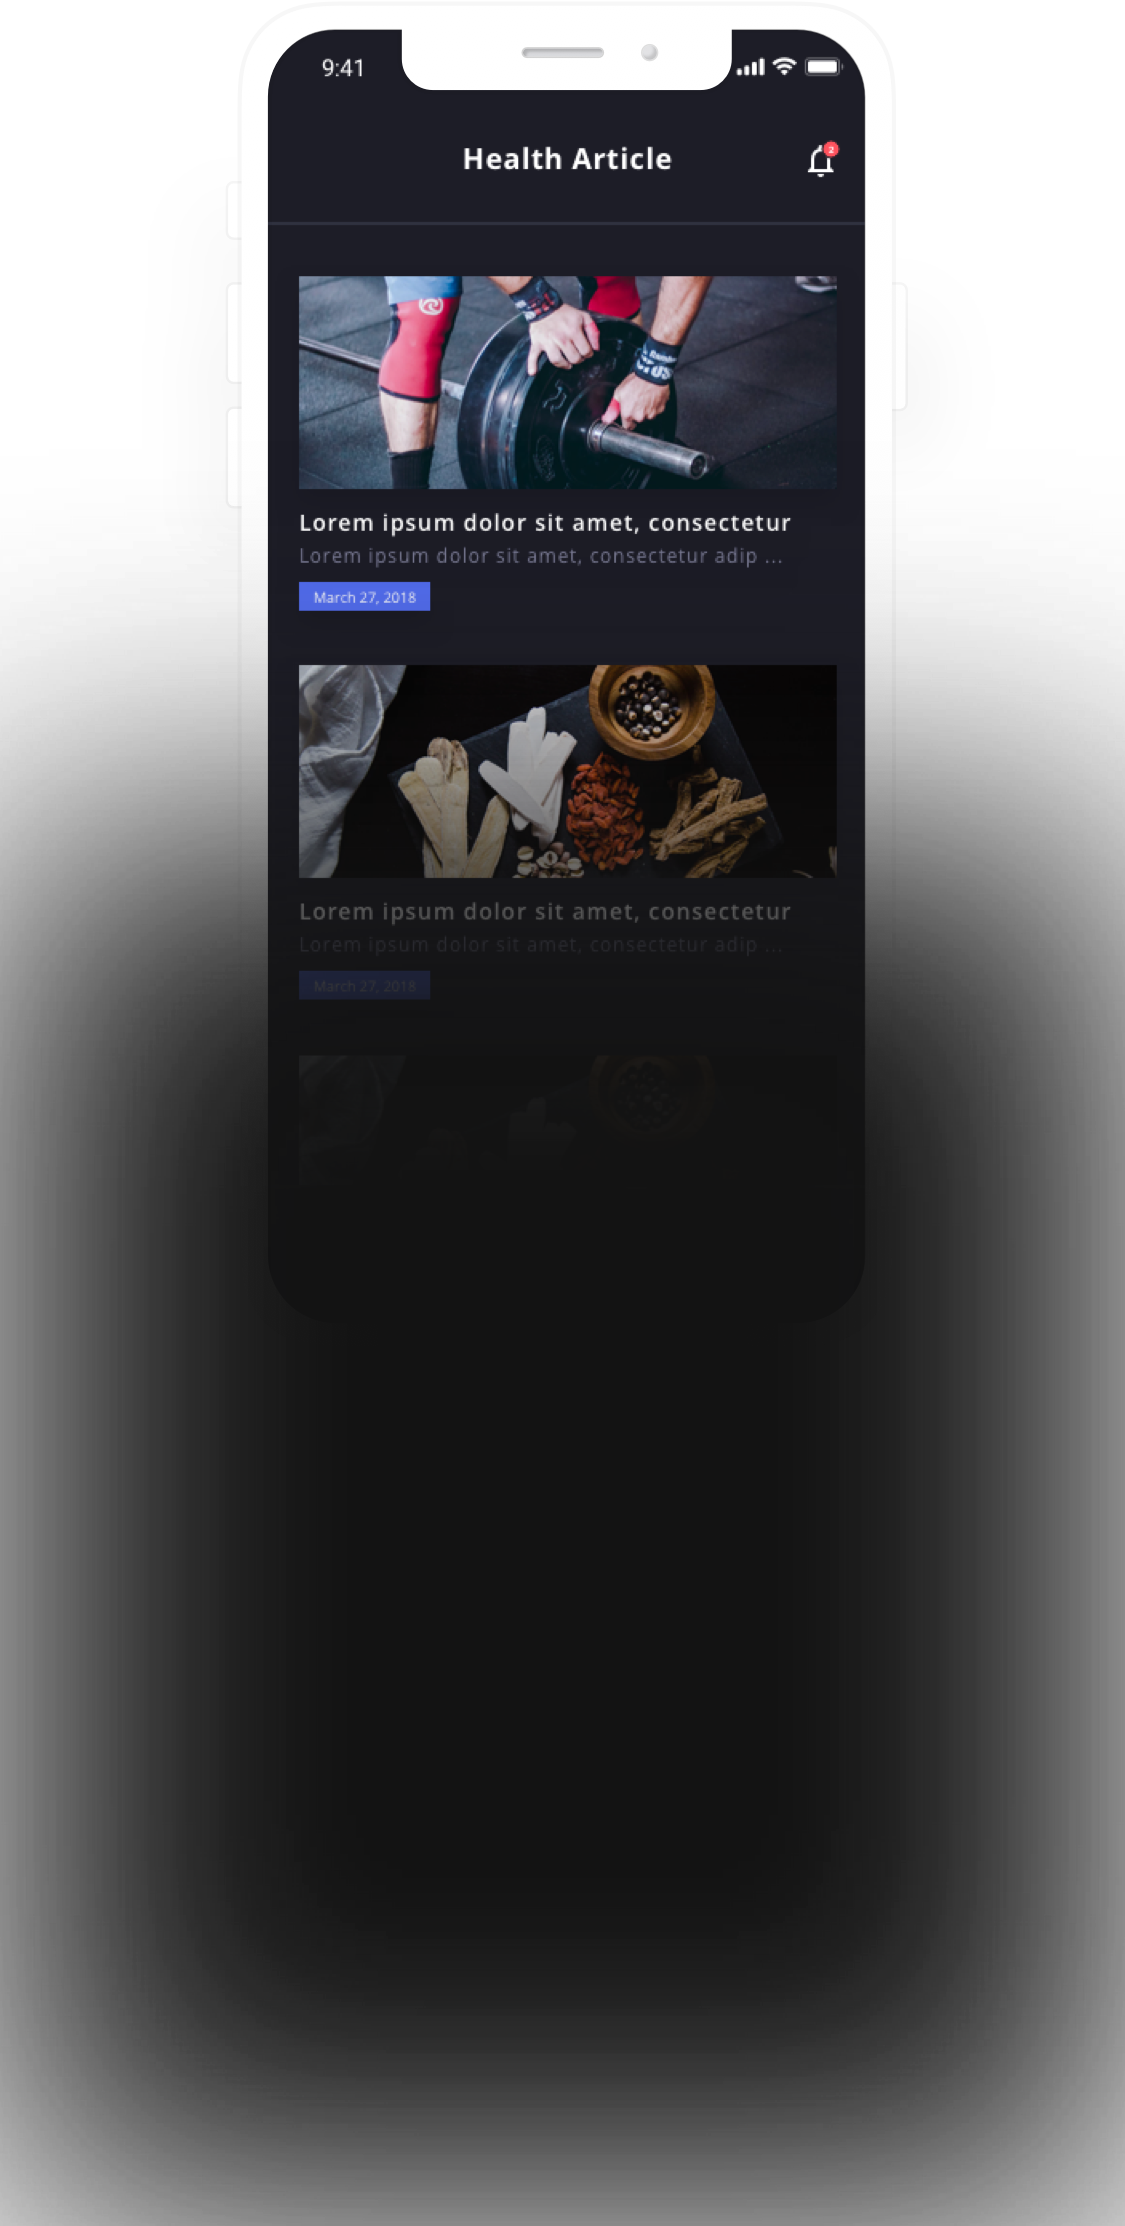 9:41
Health Article
2
Lorem ipsum dolor sit amet, consectetur
Lorem ipsum dolor sit amet, consectetur adip ...
March 27, 2018
Lorem ipsum dolor sit amet, consectetur
Lorem ipsum dolor sit amet, consectetur adip ...
March 27, 2018